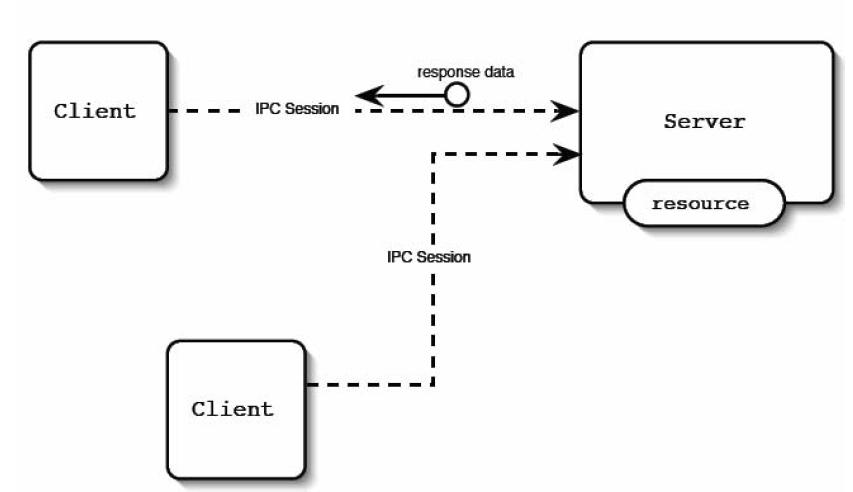 response data
Client
IPC Session
Server
resource
IPC Session
Client